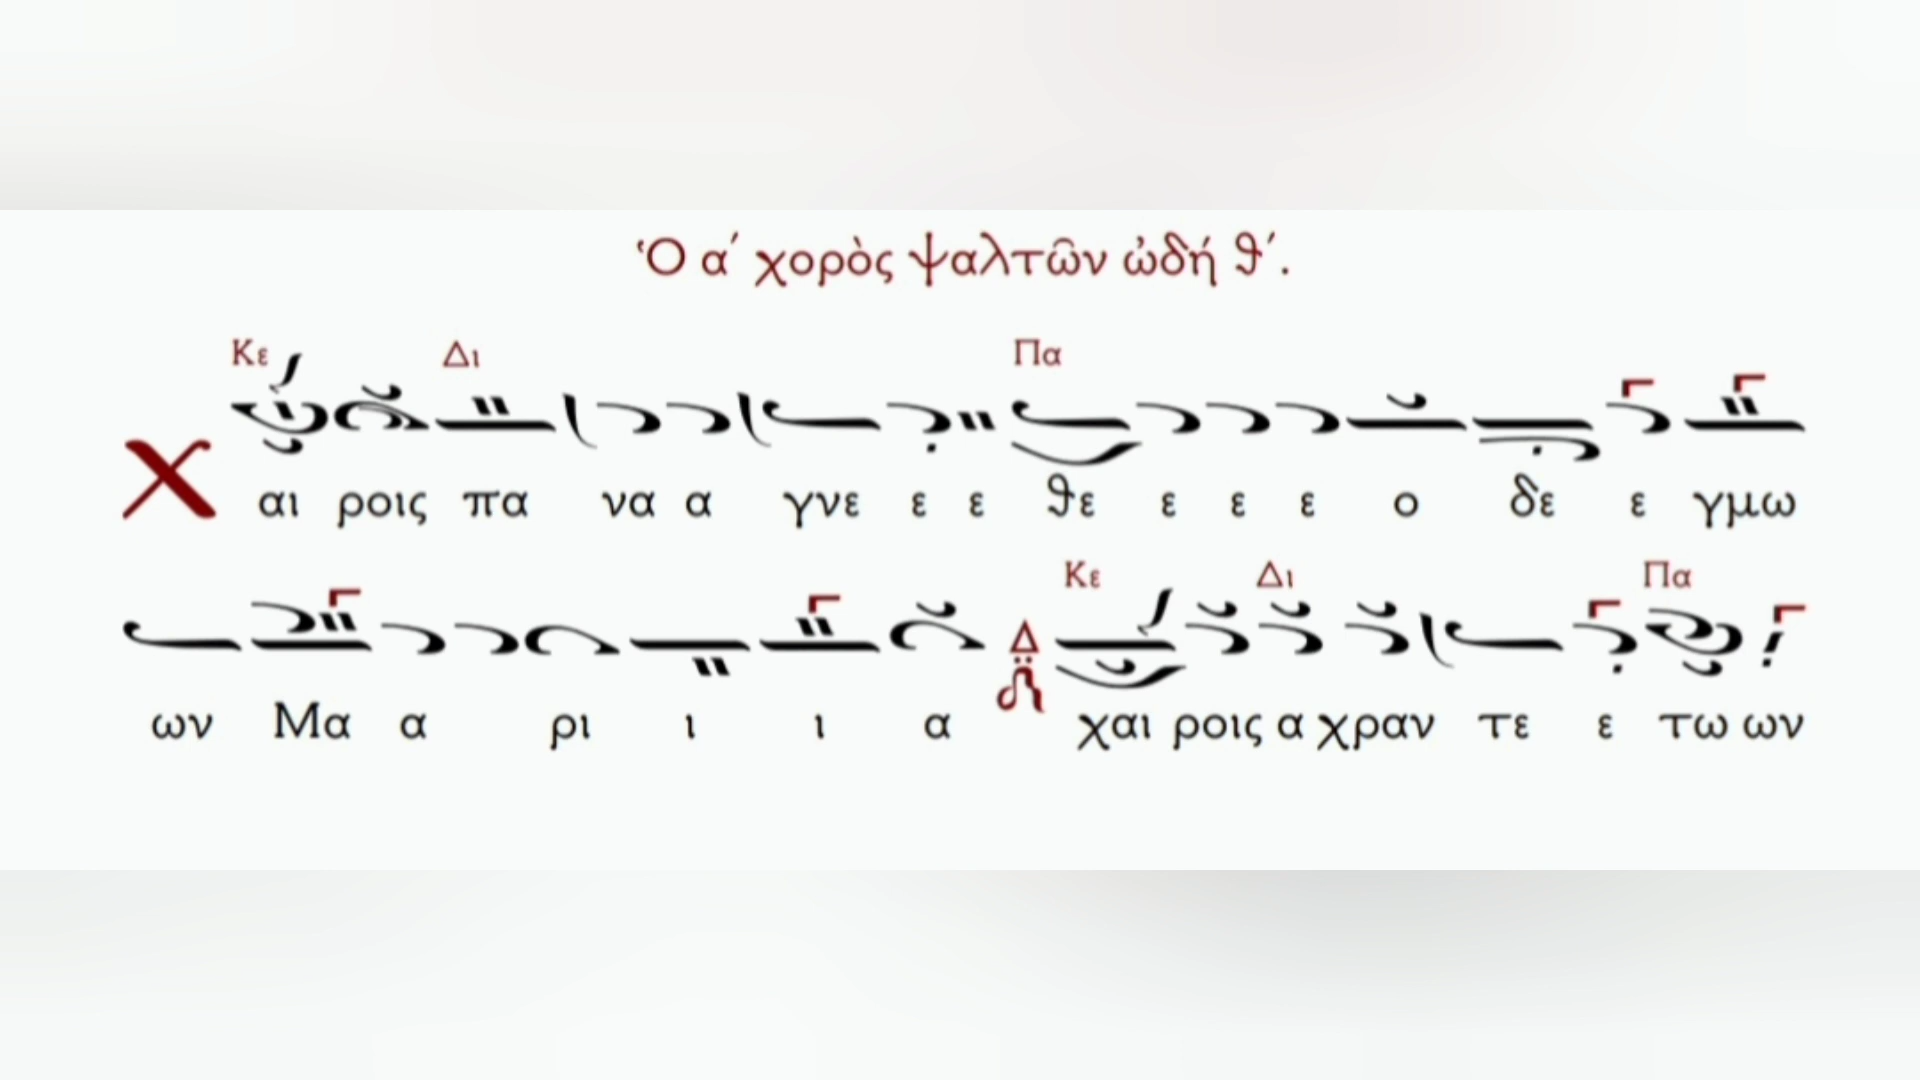 Ὁ α΄ χορὸς ψαλτῶν ᾠδή θ΄.
Κε Δι Πα
Χ αι ροις πα να α γνε ε ε θε ε ε ε ο δε ε γμω
Κε Δι Πα
ων Μα α ρι ι ι α Δ χαι ροις α χραν τε ε τω ων